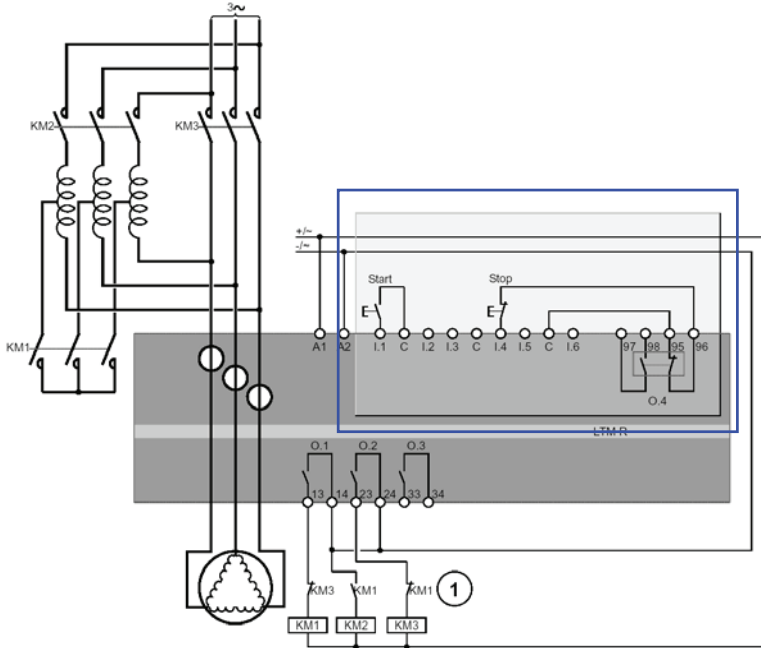 3~
KM2
KM3
+/~
-/~
Start
Stop
KM1
A1 A2 I.1 C I.2 I.3 C I.4 I.5 C I.6 97 98 95 96
O.4
LTM R
O.1 O.2 O.3
13 14 23 24 33 34
KM3 KM1 KM1 1
KM1 KM2 KM3